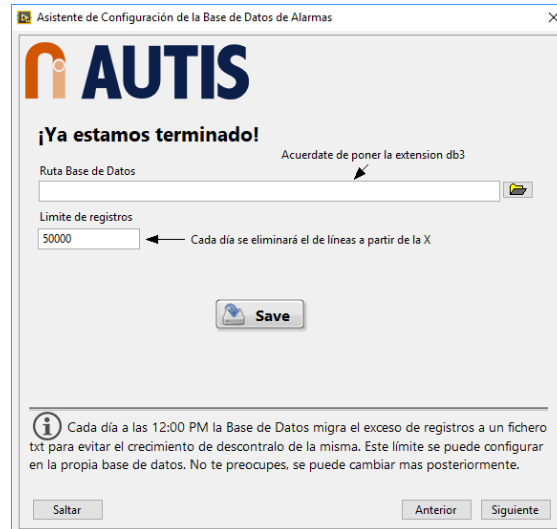 Asistente de Configuración de la Base de Datos de Alarmas
AUTIS
¡Ya estamos terminado!
Acuerdate de poner la extension db3
Ruta Base de Datos
Limite de registros
50000
Cada día se eliminará el de líneas a partir de la X
Save
Cada día a las 12:00 PM la Base de Datos migra el exceso de registros a un fichero
txt para evitar el crecimiento de descontralo de la misma. Este límite se puede configurar
en la propia base de datos. No te preocupes, se puede cambiar mas posteriormente.
Saltar
Anterior
Siguiente